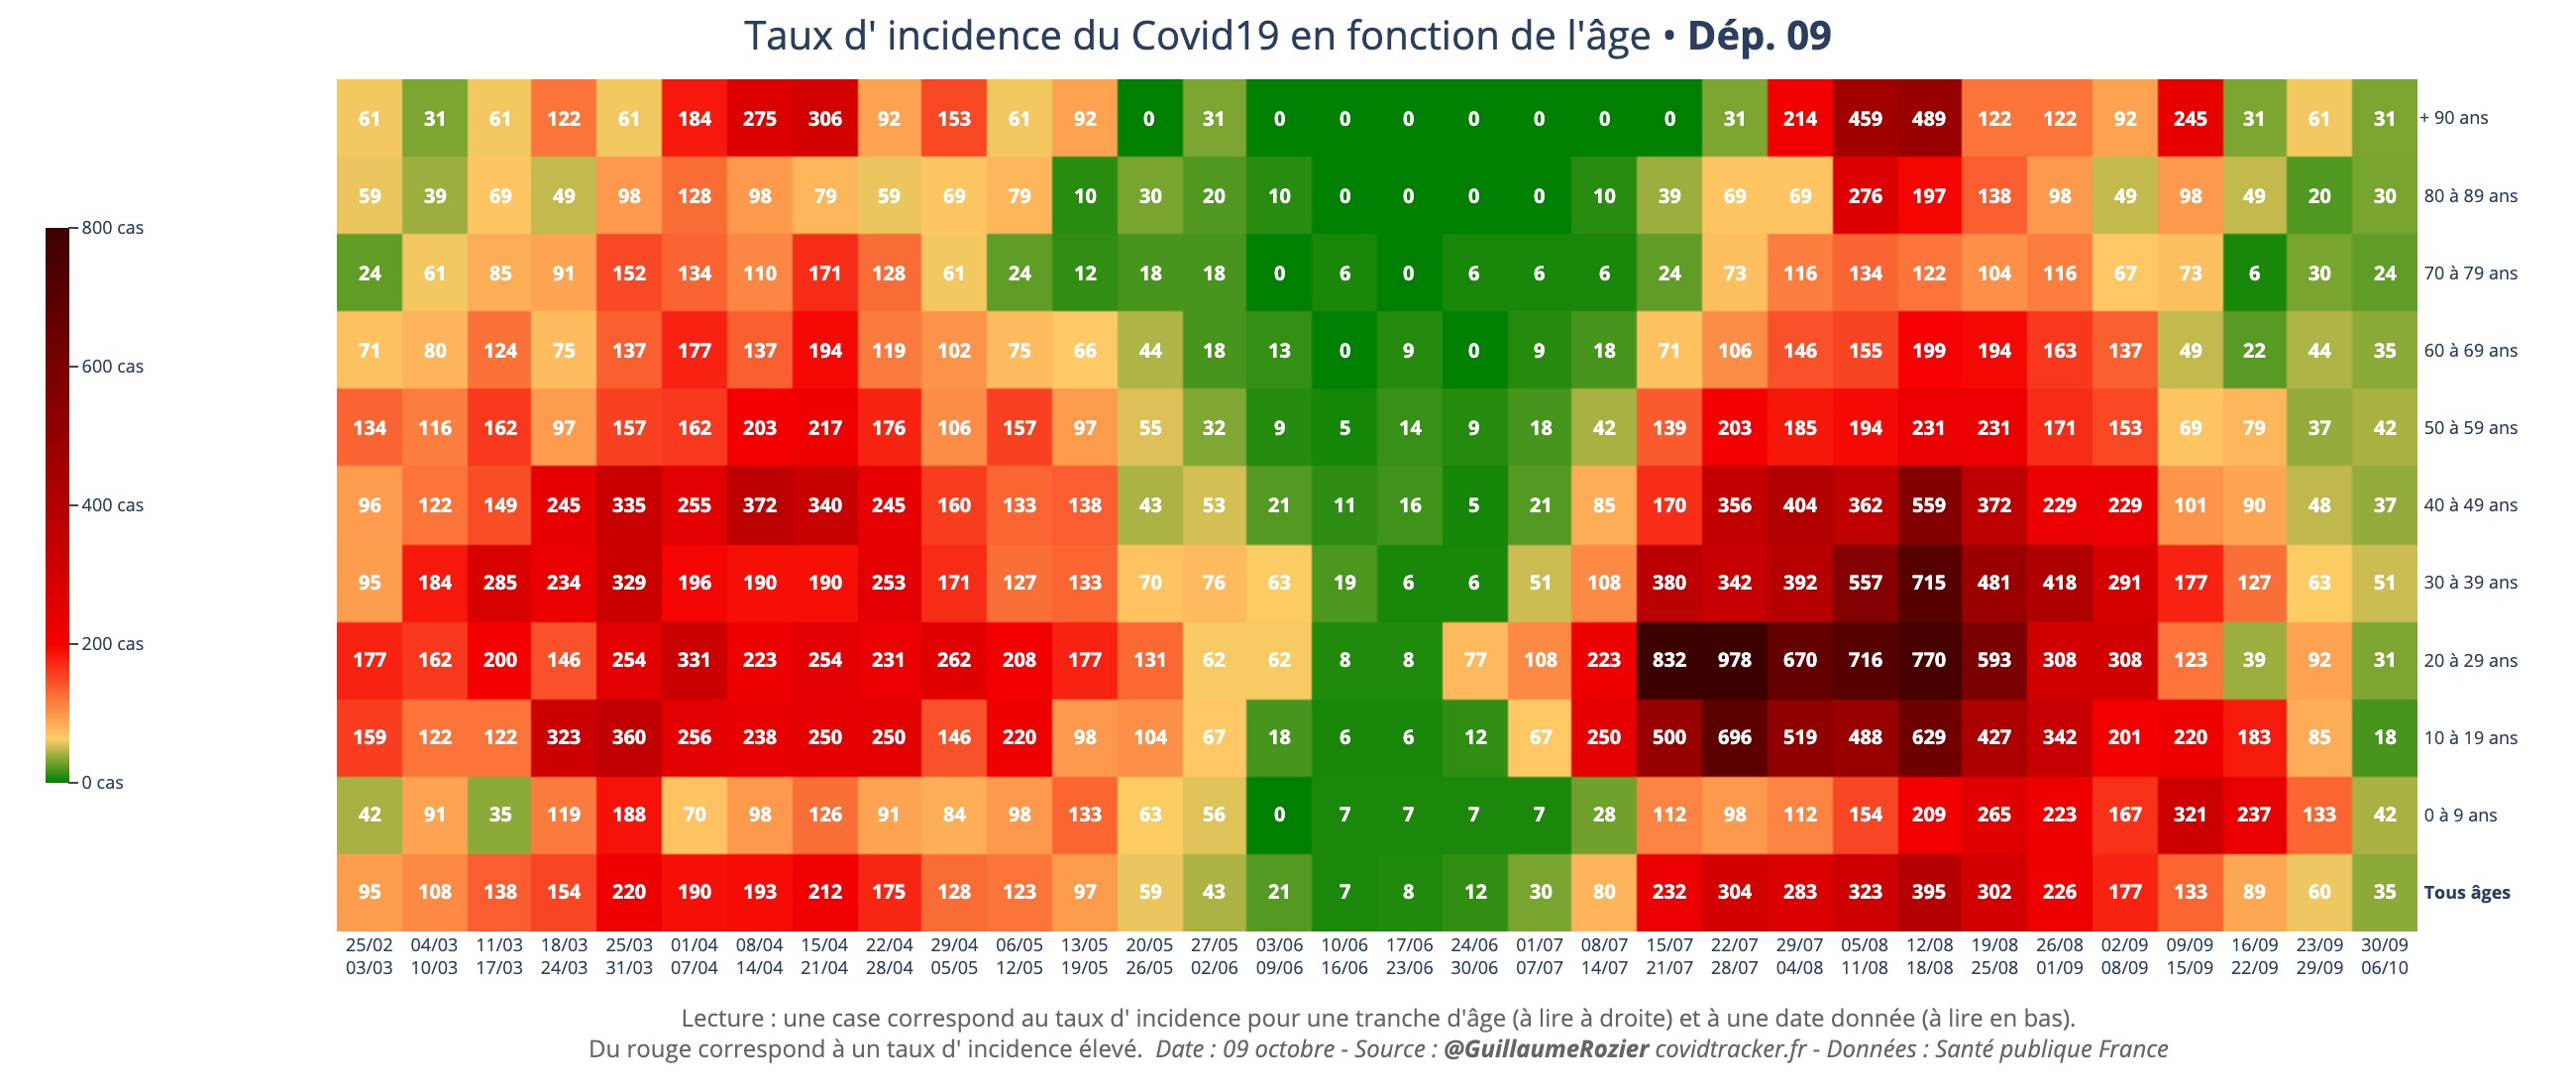 Taux d' incidence du Covid19 en fonction de l'âge • Dép. 09
800 cas
600 cas
400 cas
200 cas
0 cas
61 31 61 122 61 184 275 306 92 153 61 92 0 31 0 0 0 0 0 0 0 31 214 459 489 122 122 92 245 31 61 31 + 90 ans
59 39 69 49 98 128 98 79 59 69 79 10 30 20 10 0 0 0 0 10 39 69 69 276 197 138 98 49 98 49 20 30 80 à 89 ans
24 61 85 91 152 134 110 171 128 61 24 12 18 18 0 6 0 6 6 6 24 73 116 134 122 104 116 67 73 6 30 24 70 à 79 ans
71 80 124 75 137 177 137 194 119 102 75 66 44 18 13 0 9 0 9 18 71 106 146 155 199 194 163 137 49 22 44 35 60 à 69 ans
134 116 162 97 157 162 203 217 176 106 157 97 55 32 9 5 14 9 18 42 139 203 185 194 231 231 171 153 69 79 37 42 50 à 59 ans
96 122 149 245 335 255 372 340 245 160 133 138 43 53 21 11 16 5 21 85 170 356 404 362 559 372 229 229 101 90 48 37 40 à 49 ans
95 184 285 234 329 196 190 190 253 171 127 133 70 76 63 19 6 6 51 108 380 342 392 557 715 481 418 291 177 127 63 51 30 à 39 ans
177 162 200 146 254 331 223 254 231 262 208 177 131 62 62 8 8 77 108 223 832 978 670 716 770 593 308 308 123 39 92 31 20 à 29 ans
159 122 122 323 360 256 238 250 250 146 220 98 104 67 18 6 6 12 67 250 500 696 519 488 629 427 342 201 220 183 85 18 10 à 19 ans
42 91 35 119 188 70 98 126 91 84 98 133 63 56 0 7 7 7 7 28 112 98 112 154 209 265 223 167 321 237 133 42 0 à 9 ans
95 108 138 154 220 190 193 212 175 128 123 97 59 43 21 7 8 12 30 80 232 304 283 323 395 302 226 177 133 89 60 35 Tous âges
25/02 04/03 11/03 18/03 25/03 01/04 08/04 15/04 22/04 29/04 06/05 13/05 20/05 27/05 03/06 10/06 17/06 24/06 01/07 08/07 15/07 22/07 29/07 05/08 12/08 19/08 26/08 02/09 09/09 16/09 23/09 30/09
03/03 10/03 17/03 24/03 31/03 07/04 14/04 21/04 28/04 05/05 12/05 19/05 26/05 02/06 09/06 16/06 23/06 30/06 07/07 14/07 21/07 28/07 04/08 11/08 18/08 25/08 01/09 08/09 15/09 22/09 29/09 06/10
Lecture : une case correspond au taux d' incidence pour une tranche d'âge (à lire à droite) et à une date donnée (à lire en bas).
Du rouge correspond à un taux d' incidence élevé. Date : 09 octobre - Source : @GuillaumeRozier covidtracker.fr - Données : Santé publique France